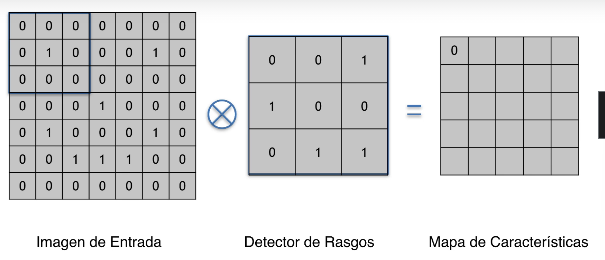 0 0 0 0 0 0 0
0 1 0 0 0 1 0
0 0 0 0 0 0 0
0 0 0 1 0 0 0
0 1 0 0 0 1 0
0 0 1 1 1 0 0
0 0 0 0 0 0 0
0 0 1
1 0 0
0 1 1
=
0
Imagen de Entrada
Detector de Rasgos
Mapa de Características